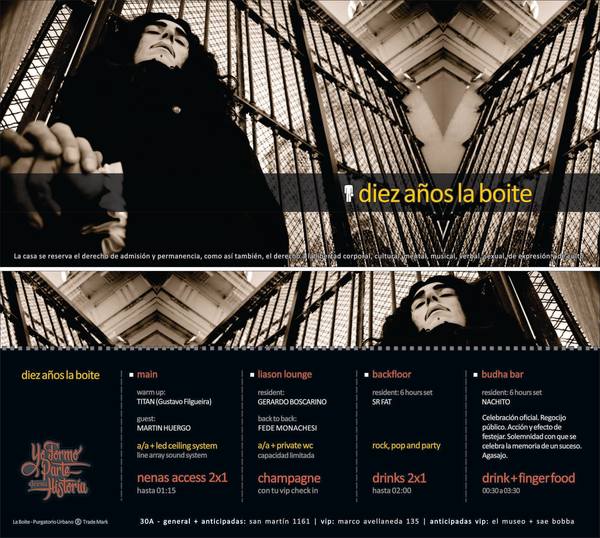 diez años la boite
La casa se reserva el derecho de admisión y permanencia, como así también, el derecho a la libertad corporal, cultural, mental, musical, verbal, sexual, de expresión y de culto.
diez años la boite
Yo Formo
Parte
de esta
Historia
La Boite - Purgatorio Urbano Trade Mark
main
warm up:
TITAN (Gustavo Filgueira)
guest:
MARTIN HUERGO
a/a + led ceiling system
line array sound system
nenas access 2x1
hasta 01:15
liason lounge
resident:
GERARDO BOSCARINO
back to back:
FEDE MONACHESI
a/a + private wc
capacidad limitada
champagne
con tu vip check in
backfloor
resident: 6 hours set
SR FAT
rock, pop and party
drinks 2x1
hasta 02:00
budha bar
resident: 6 hours set
NACHITO
Celebración oficial. Regocijo
público. Acción y efecto de
festejar. Solemnidad con que se
celebra la memoria de un suceso.
Agasajo.
drink + finger food
00:30 a 03:30
30A - general + anticipadas: san martín 1161 | vip: marco avellaneda 135 | anticipadas vip: el museo + sae bobba